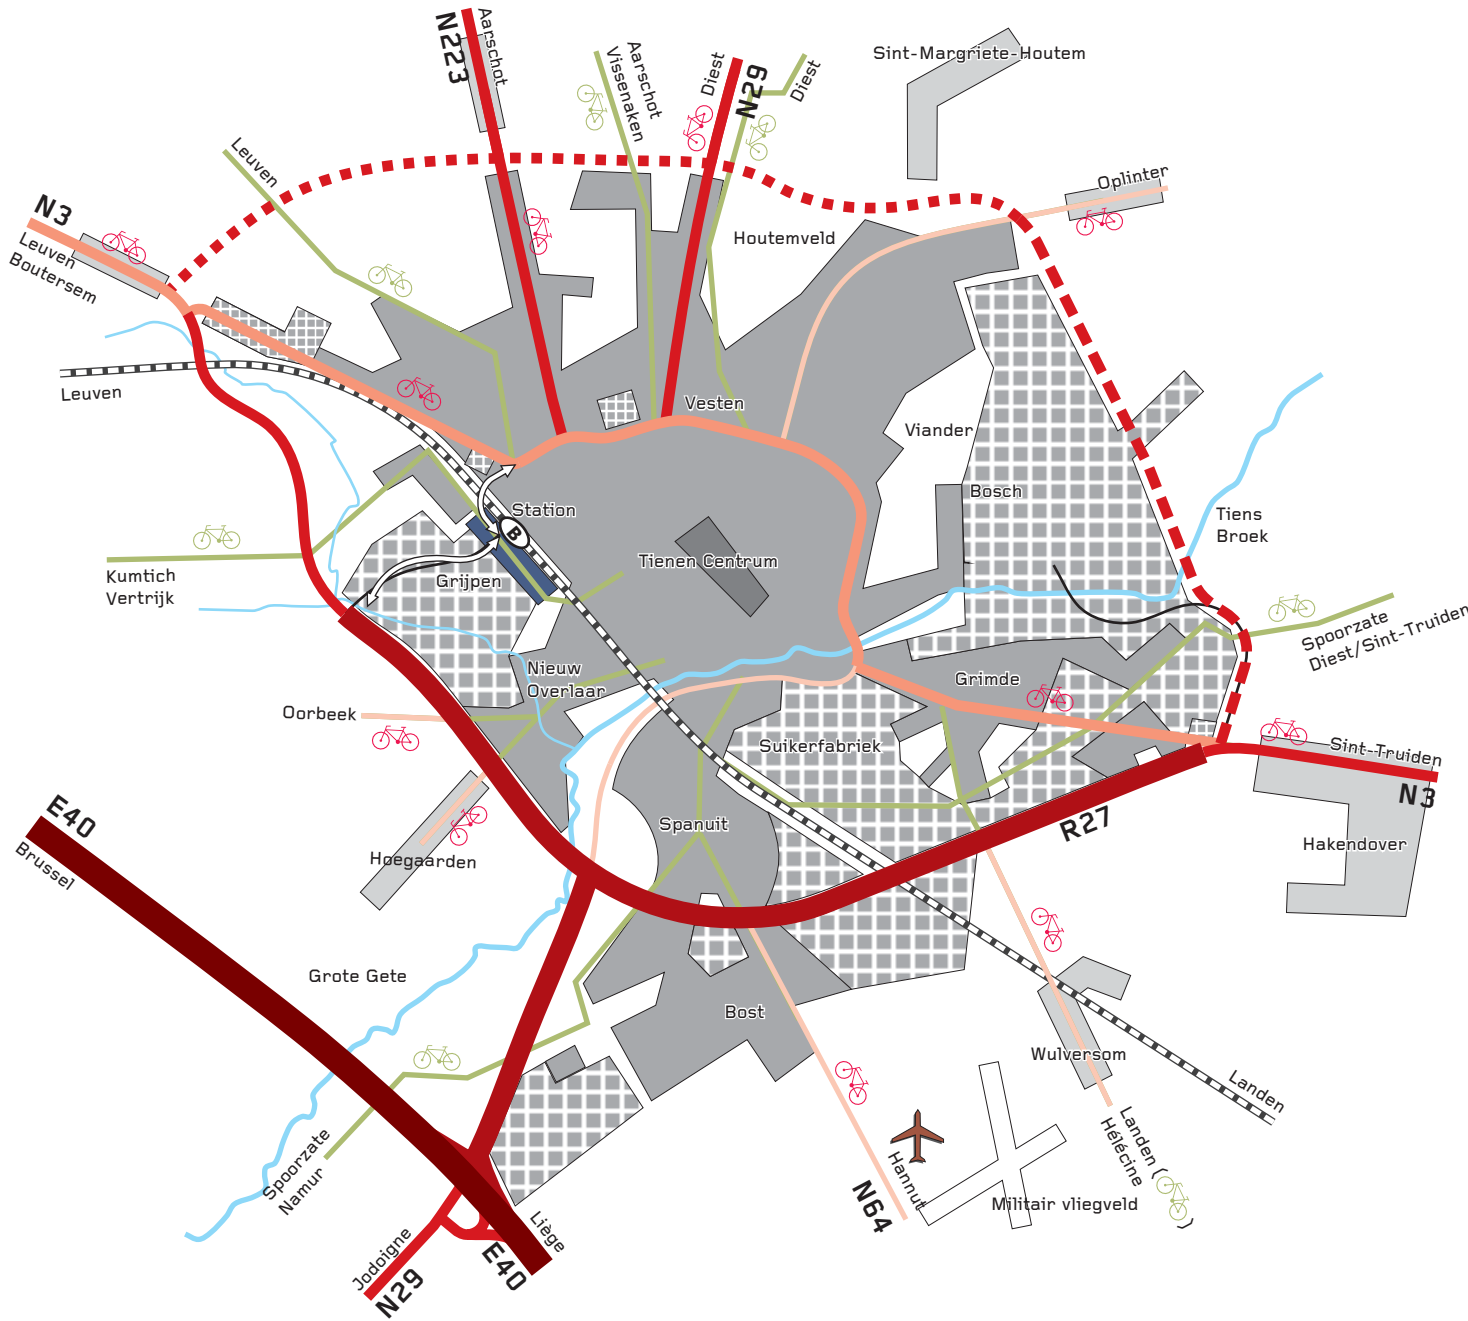 N223
Aarschot
Aarschot
Vissenaken
Diest
N29
Diest
Sint-Margriete-Houtem
Leuven
Oplinter
N3
Leuven
Boutersem
Houtemveld
Leuven
Vesten
Viander
Bosch
Tiens
Broek
Station
B
Tienen Centrum
Grijpen
Kumtich
Vertrijk
Spoorzate
Diest/Sint-Truiden
Nieuw
Overlaar
Grimde
Oorbeek
Suikerfabriek
Sint-Truiden
N3
E40
Brussel
R27
Spanuit
Hakendover
Hoegaarden
Grote Gete
Bost
Wulversom
Landen
Landen (
Hélécine
)
Spoorzate
Namur
Hannut
N64
Militair vliegveld
Liège
E40
Jodoigne
N29